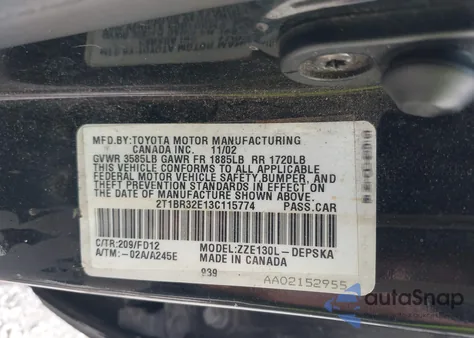 MFD.BY:TOYOTA MOTOR MANUFACTURING
CANADA INC. 11/02
GVWR 3585LB GAWR FR 1885LB RR 1720LB
THIS VEHICLE CONFORMS TO ALL APPLICABLE
FEDERAL MOTOR VEHICLE SAFETY,BUMPER, AND
THEFT PREVENTION STANDARDS IN EFFECT ON
THE DATE OF MANUFACTURE SHOWN ABOVE.
2T1BR32E13C115774 PASS.CAR
C/TR:209/FD12 MODEL:ZZE130L-DEPSKA
A/TM:-02A/A245E MADE IN CANADA
939
AA02152955
autoSnap